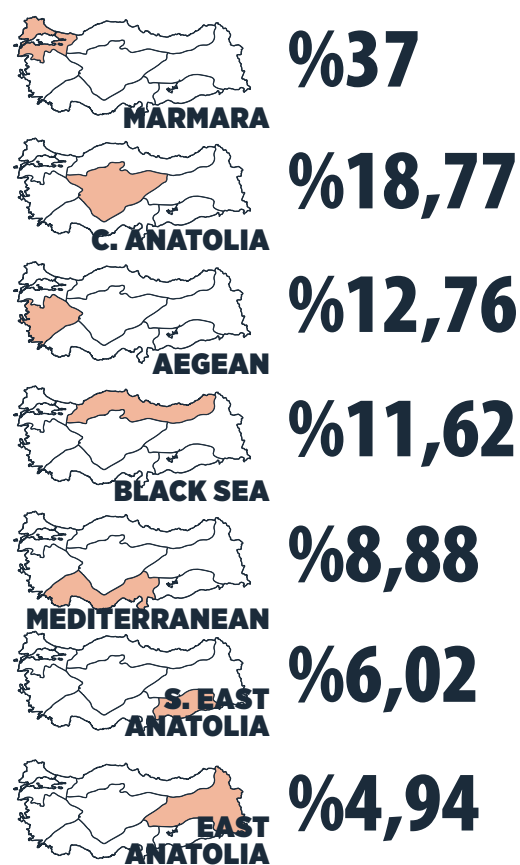 %37
MARMARA
%18,77
C. ANATOLIA
%12,76
AEGEAN
%11,62
BLACK SEA
%8,88
MEDITERRANEAN
%6,02
S. EAST
ANATOLIA
%4,94
EAST
ANATOLIA